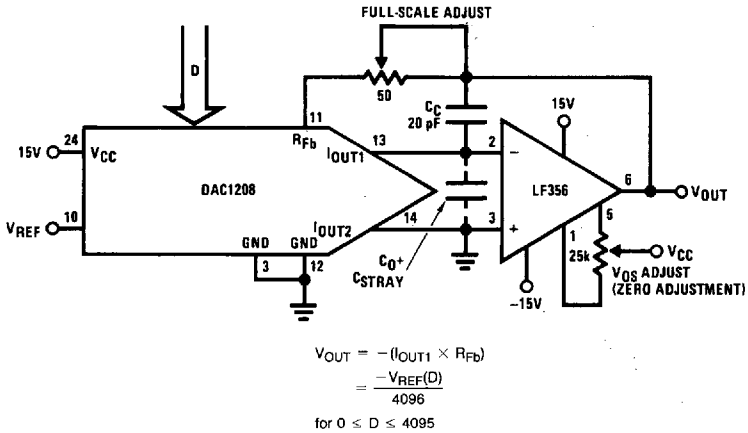 FULL-SCALE ADJUST
D
50
11
RFb
CC
20 pF
15V
24
VCC
15V
13
IOUT1
2
−
DAC1208
LF356
6
VOUT
VREF
10
IOUT2
14
3
+
5
1
25k
VCC
GND
GND
3
12
CO+
CSTRAY
−15V
VOS ADJUST
(ZERO ADJUSTMENT)
VOUT = −(IOUT1 × RFb)
= −VREF(D)
4096
for 0 ≤ D ≤ 4095